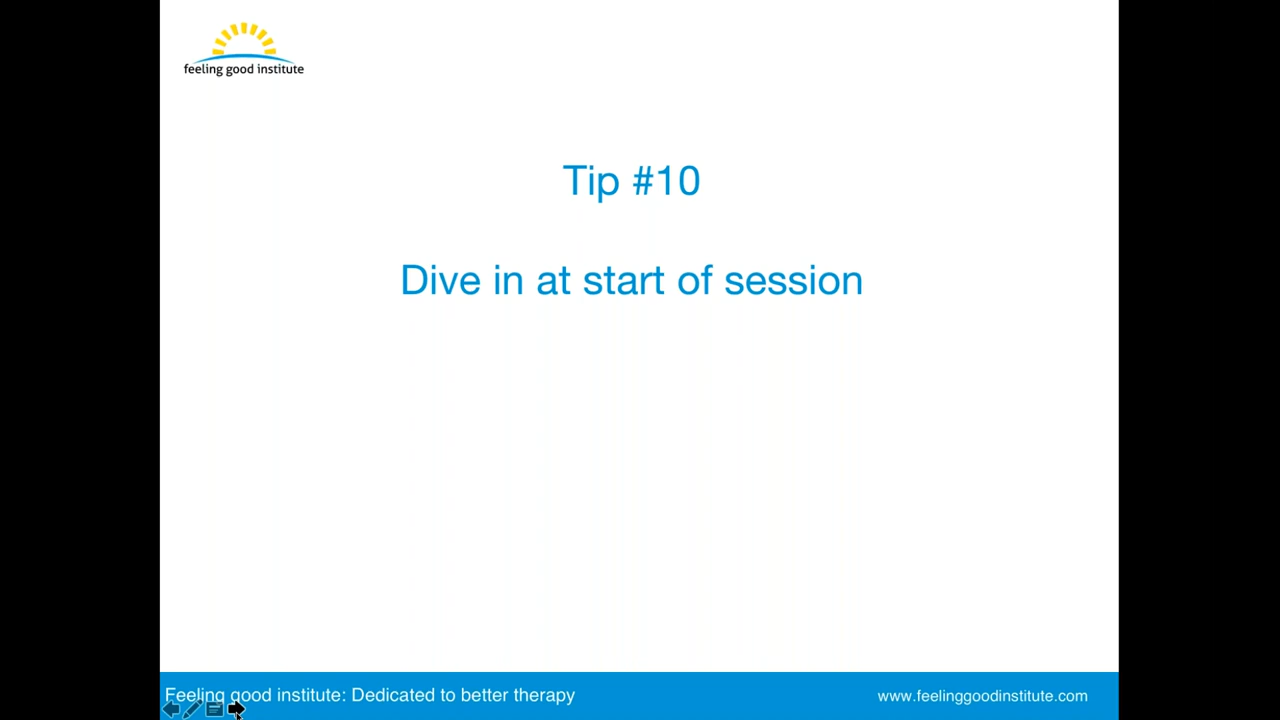 feeling good institute
Tip #10
Dive in at start of session
Feeling good institute: Dedicated to better therapy
www.feelinggoodinstitute.com